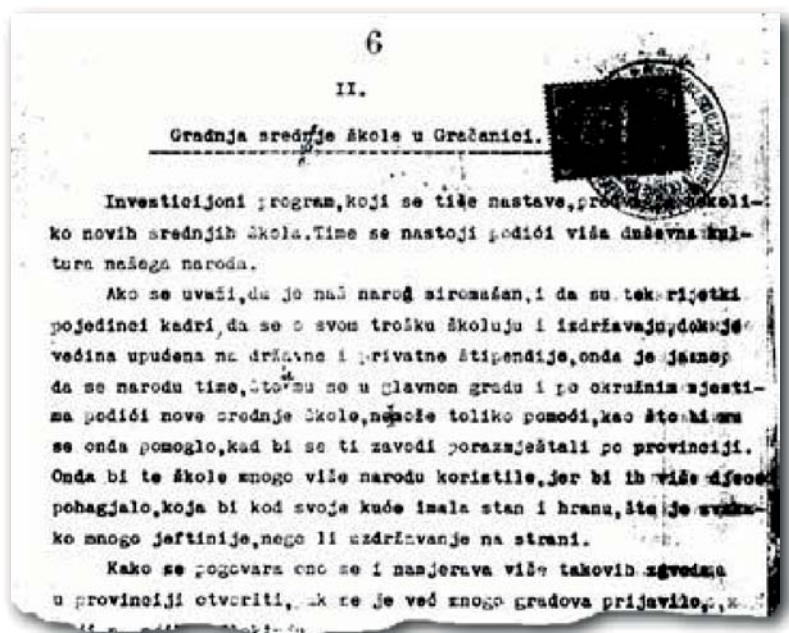 6
II.
Gradnja srednje škole u Gračanici.
Investicijoni program,koji se tiče nastave, nekoli-
ko novih srednjih škola.Time se nastoji podići viša duševna kul-
tura našega naroda.
Ako se uvaži,da je naš narod siromašan,i da su tek rijetki
pojedinci kadri,da se o svom trošku školuju i izdržavaju,dok je
većina upućena na državne i privatne štipendije,onda je jasno,
da se narodu time,što mu se u glavnom gradu i po okružnim mjesti-
ma podići nove srednje škole,nemože toliko pomoći,kao što bi mu
se onda pomoglo,kad bi se ti zavodi porazmještali po provinciji.
Onda bi te škole mnogo više narodu koristile,jer bi ih više djece
pohagjalo,koja bi kod svoje kuće imala stan i hranu,što je svaka-
ko mnogo jeftinije,nego li uzdržavanje na strani.
Kako se pogovara ono se i namjerava više takovih zavoda
u provinciji otvoriti, se je već mnogo gradova prijavilo,